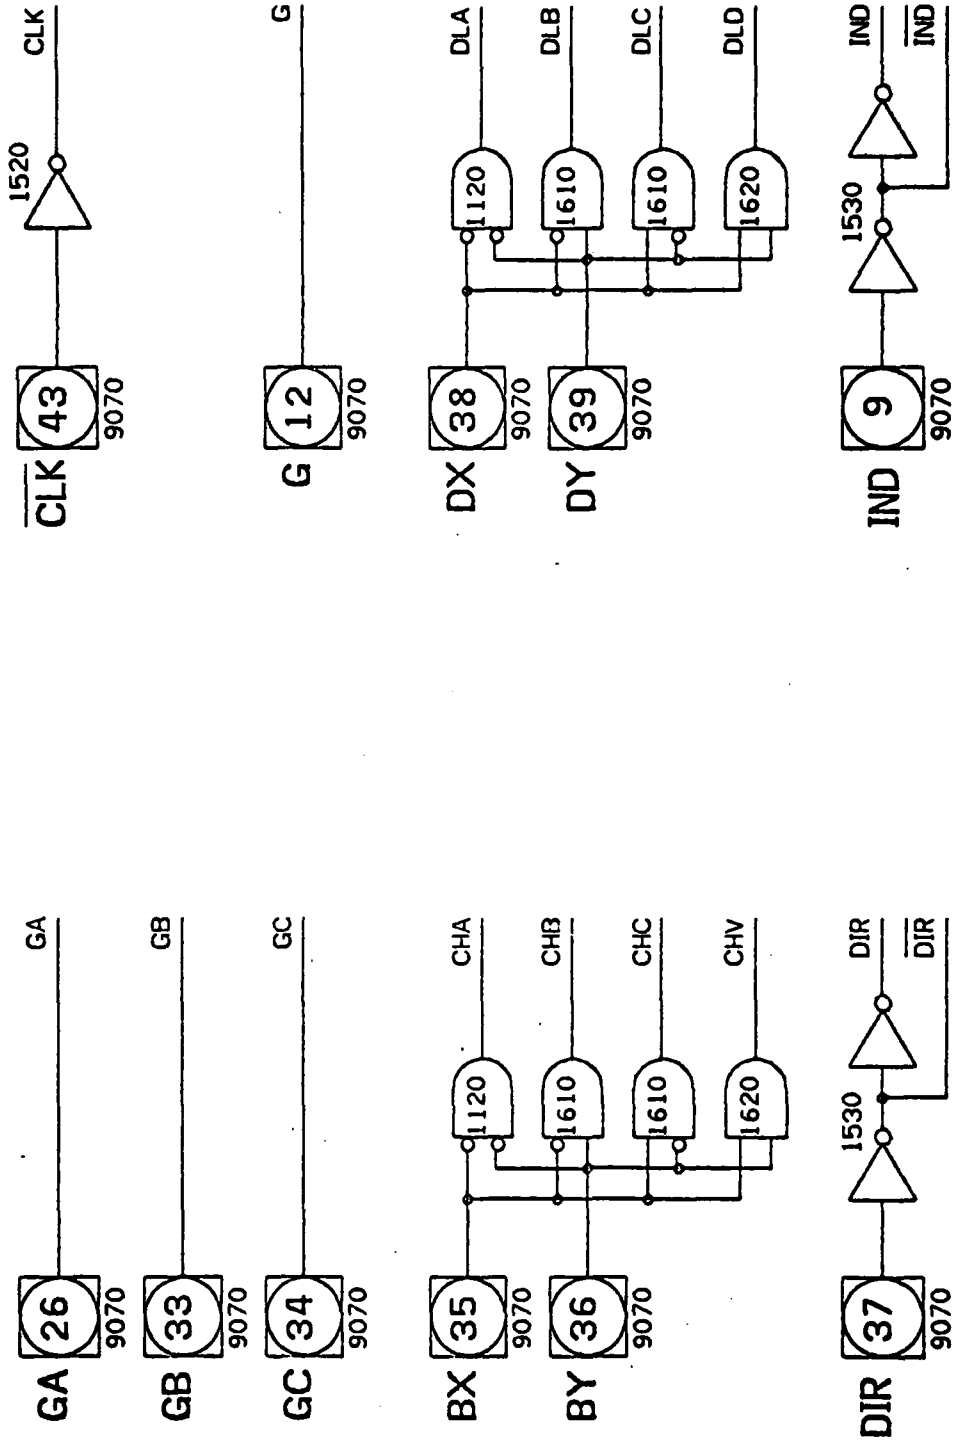 GA 26 9070 GA
GB 33 9070 GB
GC 34 9070 GC
BX 35 9070 1120 CHA
BY 36 9070 1610 CHB
1610 CHC
1620 CHV
DIR 37 9070 1530 DIR
DIR
CLK 43 9070 1520 CLK
G 12 9070 G
DX 38 9070 1120 DLA
DY 39 9070 1610 DLB
1610 DLC
1620 DLD
IND 9 9070 1530 IND
IND